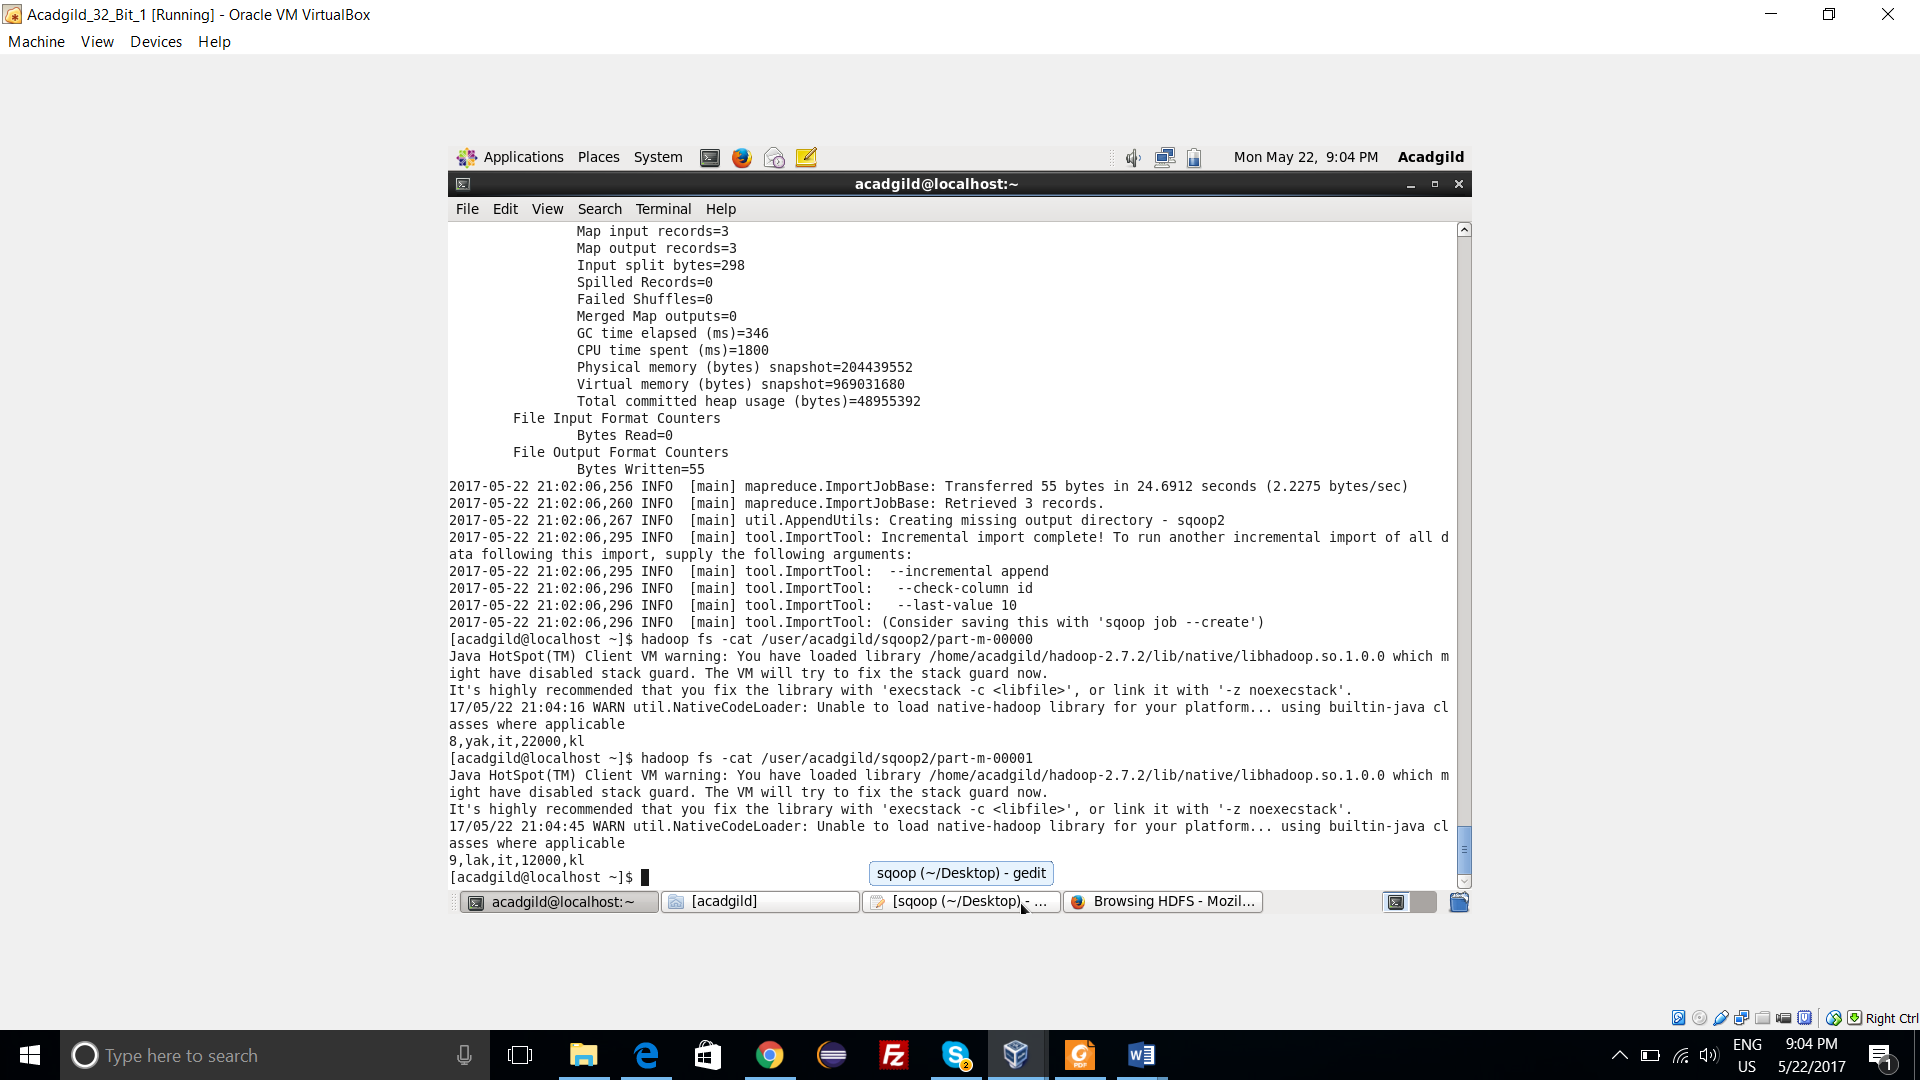 Acadgild_32_Bit_1 [Running] - Oracle VM VirtualBox
Machine View Devices Help
Applications Places System Mon May 22, 9:04 PM Acadgild
acadgild@localhost:~
File Edit View Search Terminal Help
Map input records=3
Map output records=3
Input split bytes=298
Spilled Records=0
Failed Shuffles=0
Merged Map outputs=0
GC time elapsed (ms)=346
CPU time spent (ms)=1800
Physical memory (bytes) snapshot=204439552
Virtual memory (bytes) snapshot=969031680
Total committed heap usage (bytes)=48955392
File Input Format Counters
Bytes Read=0
File Output Format Counters
Bytes Written=55
2017-05-22 21:02:06,256 INFO  [main] mapreduce.ImportJobBase: Transferred 55 bytes in 24.6912 seconds (2.2275 bytes/sec)
2017-05-22 21:02:06,260 INFO  [main] mapreduce.ImportJobBase: Retrieved 3 records.
2017-05-22 21:02:06,267 INFO  [main] util.AppendUtils: Creating missing output directory - sqoop2
2017-05-22 21:02:06,295 INFO  [main] tool.ImportTool: Incremental import complete! To run another incremental import of all d
ata following this import, supply the following arguments:
2017-05-22 21:02:06,295 INFO  [main] tool.ImportTool:  --incremental append
2017-05-22 21:02:06,296 INFO  [main] tool.ImportTool:   --check-column id
2017-05-22 21:02:06,296 INFO  [main] tool.ImportTool:   --last-value 10
2017-05-22 21:02:06,296 INFO  [main] tool.ImportTool: (Consider saving this with 'sqoop job --create')
[acadgild@localhost ~]$ hadoop fs -cat /user/acadgild/sqoop2/part-m-00000
Java HotSpot(TM) Client VM warning: You have loaded library /home/acadgild/hadoop-2.7.2/lib/native/libhadoop.so.1.0.0 which m
ight have disabled stack guard. The VM will try to fix the stack guard now.
It's highly recommended that you fix the library with 'execstack -c <libfile>', or link it with '-z noexecstack'.
17/05/22 21:04:16 WARN util.NativeCodeLoader: Unable to load native-hadoop library for your platform... using builtin-java cl
asses where applicable
8,yak,it,22000,kl
[acadgild@localhost ~]$ hadoop fs -cat /user/acadgild/sqoop2/part-m-00001
Java HotSpot(TM) Client VM warning: You have loaded library /home/acadgild/hadoop-2.7.2/lib/native/libhadoop.so.1.0.0 which m
ight have disabled stack guard. The VM will try to fix the stack guard now.
It's highly recommended that you fix the library with 'execstack -c <libfile>', or link it with '-z noexecstack'.
17/05/22 21:04:45 WARN util.NativeCodeLoader: Unable to load native-hadoop library for your platform... using builtin-java cl
asses where applicable
9,lak,it,12000,kl
[acadgild@localhost ~]$
sqoop (~/Desktop) - gedit
acadgild@localhost:~ [acadgild] [sqoop (~/Desktop) - ... Browsing HDFS - Mozil...
Right Ctrl
Type here to search
ENG
US
9:04 PM
5/22/2017
2
1